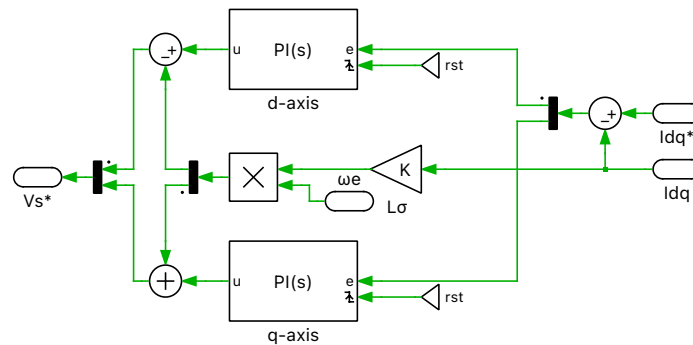 u PI(s) e
rst
d-axis
Idq*
K
ωe
Lσ
Vs*
Idq
u PI(s) e
rst
q-axis